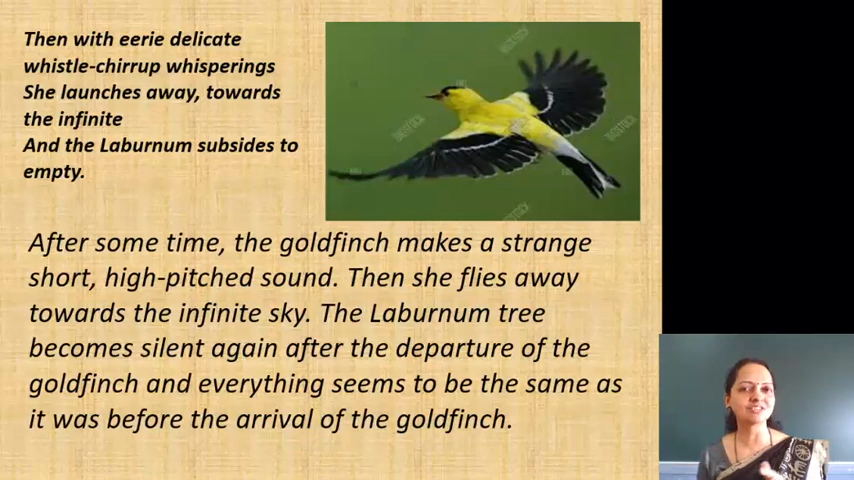 Then with eerie delicate
whistle-chirrup whisperings
She launches away, towards
the infinite
And the Laburnum subsides to
empty.
After some time, the goldfinch makes a strange
short, high-pitched sound. Then she flies away
towards the infinite sky. The Laburnum tree
becomes silent again after the departure of the
goldfinch and everything seems to be the same as
it was before the arrival of the goldfinch.